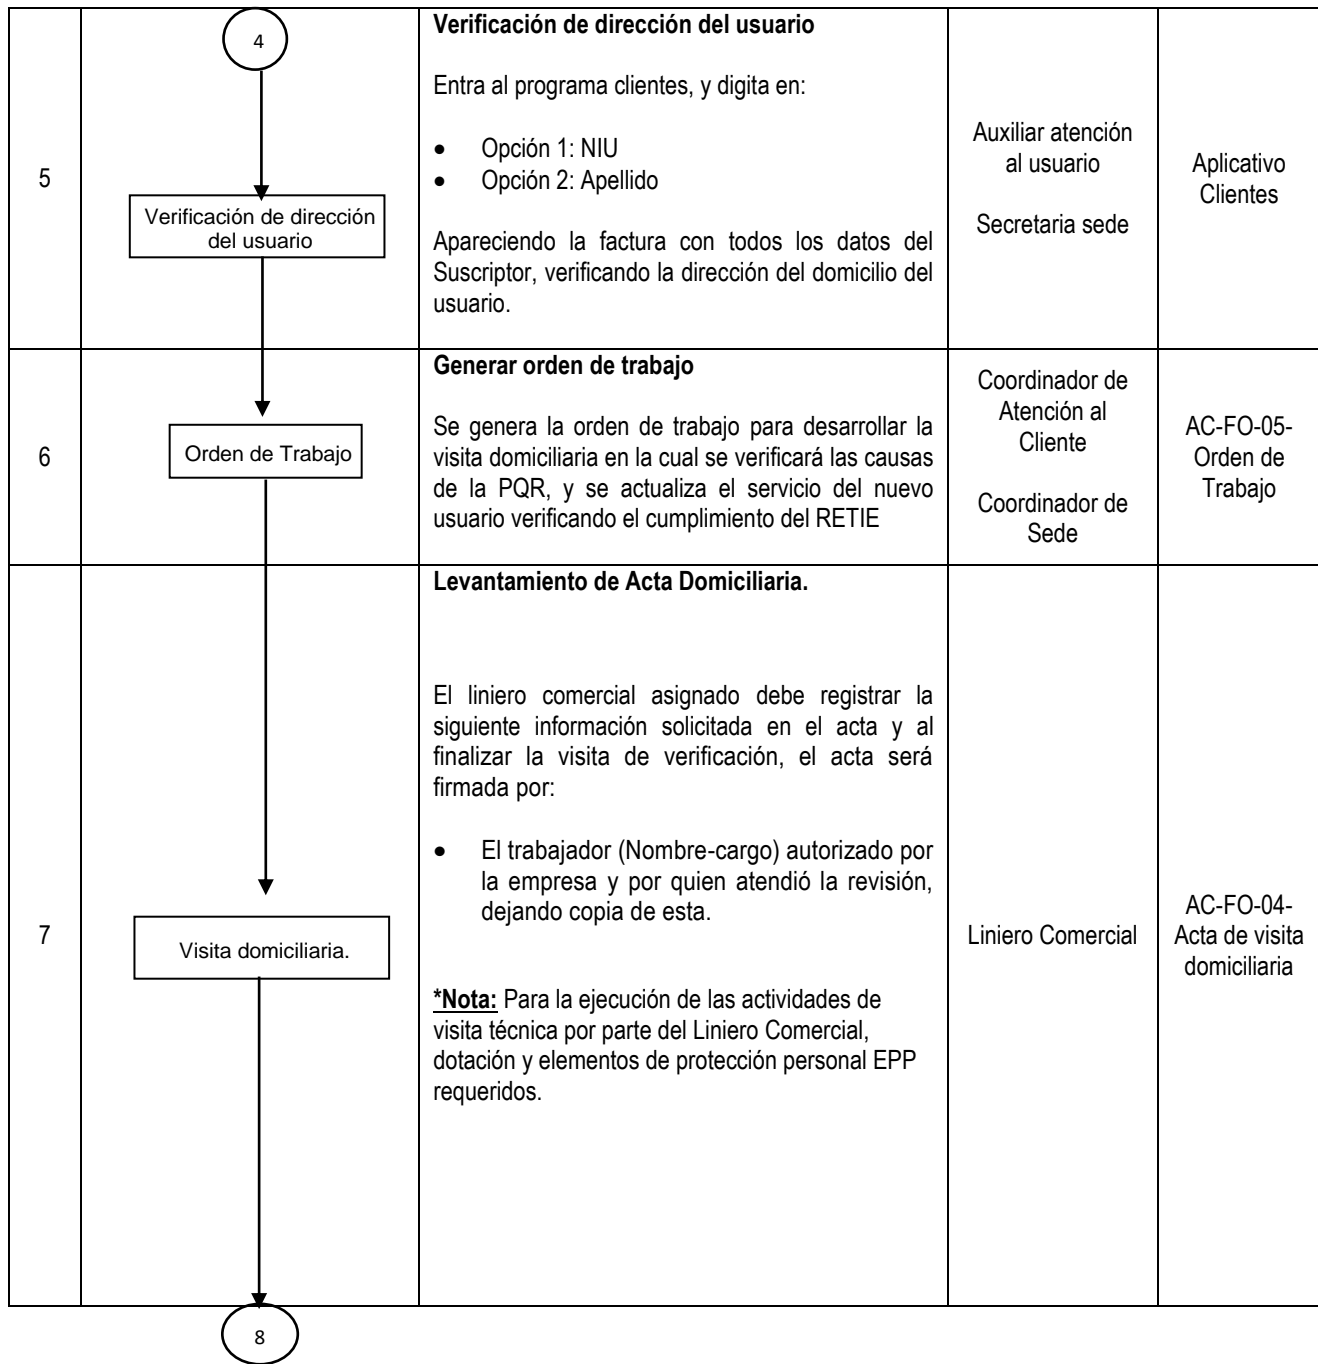 4
5
Verificación de dirección
del usuario
Verificación de dirección del usuario
Entra al programa clientes, y digita en:
• Opción 1: NIU
• Opción 2: Apellido
Apareciendo la factura con todos los datos del
Suscriptor, verificando la dirección del domicilio del
usuario.
Auxiliar atención
al usuario
Secretaria sede
Aplicativo
Clientes
6
Orden de Trabajo
Generar orden de trabajo
Se genera la orden de trabajo para desarrollar la
visita domiciliaria en la cual se verificará las causas
de la PQR, y se actualiza el servicio del nuevo
usuario verificando el cumplimiento del RETIE
Coordinador de
Atención al
Cliente
Coordinador de
Sede
AC-FO-05-
Orden de
Trabajo
7
Visita domiciliaria.
Levantamiento de Acta Domiciliaria.
El liniero comercial asignado debe registrar la
siguiente información solicitada en el acta y al
finalizar la visita de verificación, el acta será
firmada por:
• El trabajador (Nombre-cargo) autorizado por
la empresa y por quien atendió la revisión,
dejando copia de esta.
*Nota: Para la ejecución de las actividades de
visita técnica por parte del Liniero Comercial,
dotación y elementos de protección personal EPP
requeridos.
Liniero Comercial
AC-FO-04-
Acta de visita
domiciliaria
8